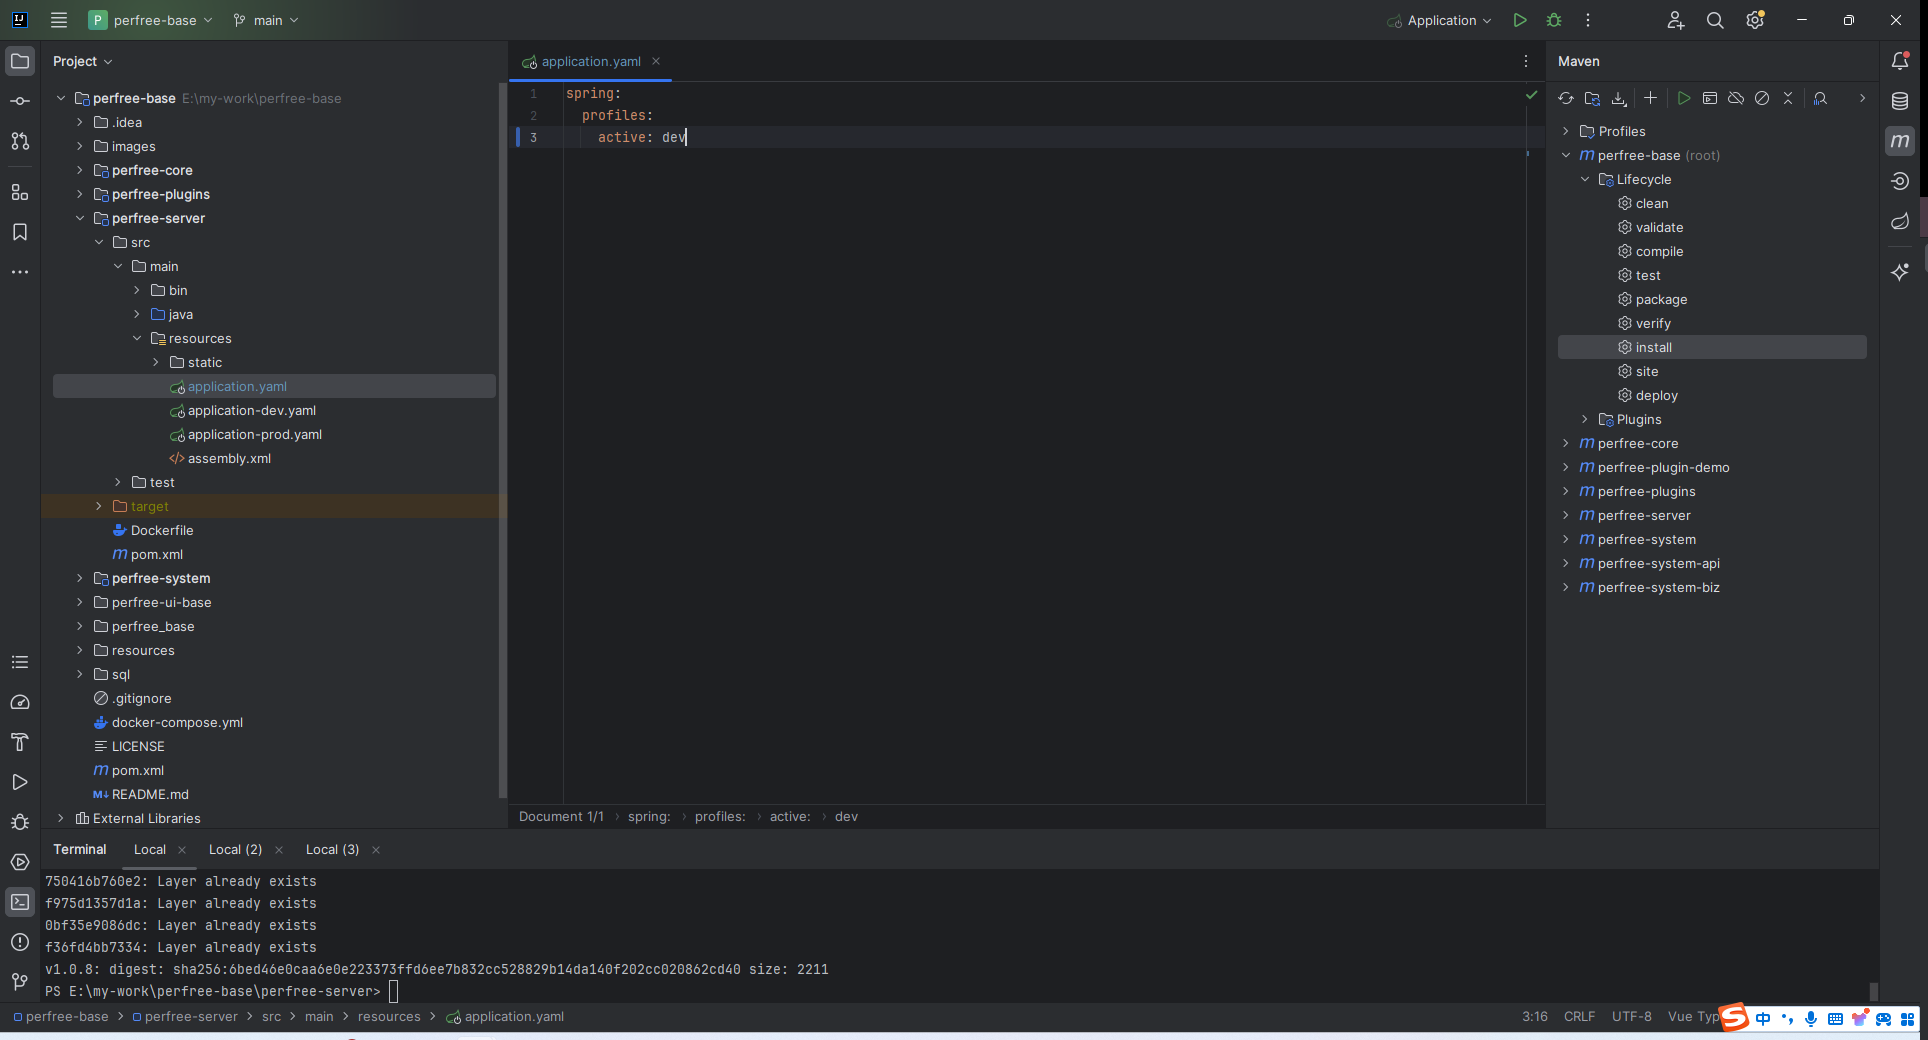 perfree-base
main
Application
Project
application.yaml
Maven
perfree-base E:\my-work\perfree-base
.idea
images
perfree-core
perfree-plugins
perfree-server
src
main
bin
java
resources
static
application.yaml
application-dev.yaml
application-prod.yaml
assembly.xml
test
target
Dockerfile
pom.xml
perfree-system
perfree-ui-base
perfree_base
resources
sql
.gitignore
docker-compose.yml
LICENSE
pom.xml
README.md
External Libraries
1 spring:
2 profiles:
3 active: dev
Document 1/1 spring: profiles: active: dev
Profiles
perfree-base (root)
Lifecycle
clean
validate
compile
test
package
verify
install
site
deploy
Plugins
perfree-core
perfree-plugin-demo
perfree-plugins
perfree-server
perfree-system
perfree-system-api
perfree-system-biz
Terminal Local Local (2) Local (3)
750416b760e2: Layer already exists
f975d1357d1a: Layer already exists
0bf35e9086dc: Layer already exists
f36fd4bb7334: Layer already exists
v1.0.8: digest: sha256:6bed46e0caa6e0e223373ffd6ee7b832cc528829b14da140f202cc020862cd40 size: 2211
PS E:\my-work\perfree-base\perfree-server>
perfree-base > perfree-server > src > main > resources > application.yaml
3:16 CRLF UTF-8 Vue Typ
中